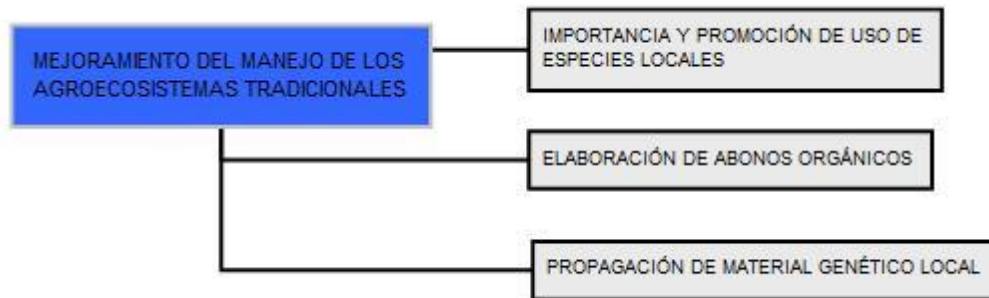 MEJORAMIENTO DEL MANEJO DE LOS
AGROECOSISTEMAS TRADICIONALES
IMPORTANCIA Y PROMOCIÓN DE USO DE
ESPECIES LOCALES
ELABORACIÓN DE ABONOS ORGÁNICOS
PROPAGACIÓN DE MATERIAL GENÉTICO LOCAL